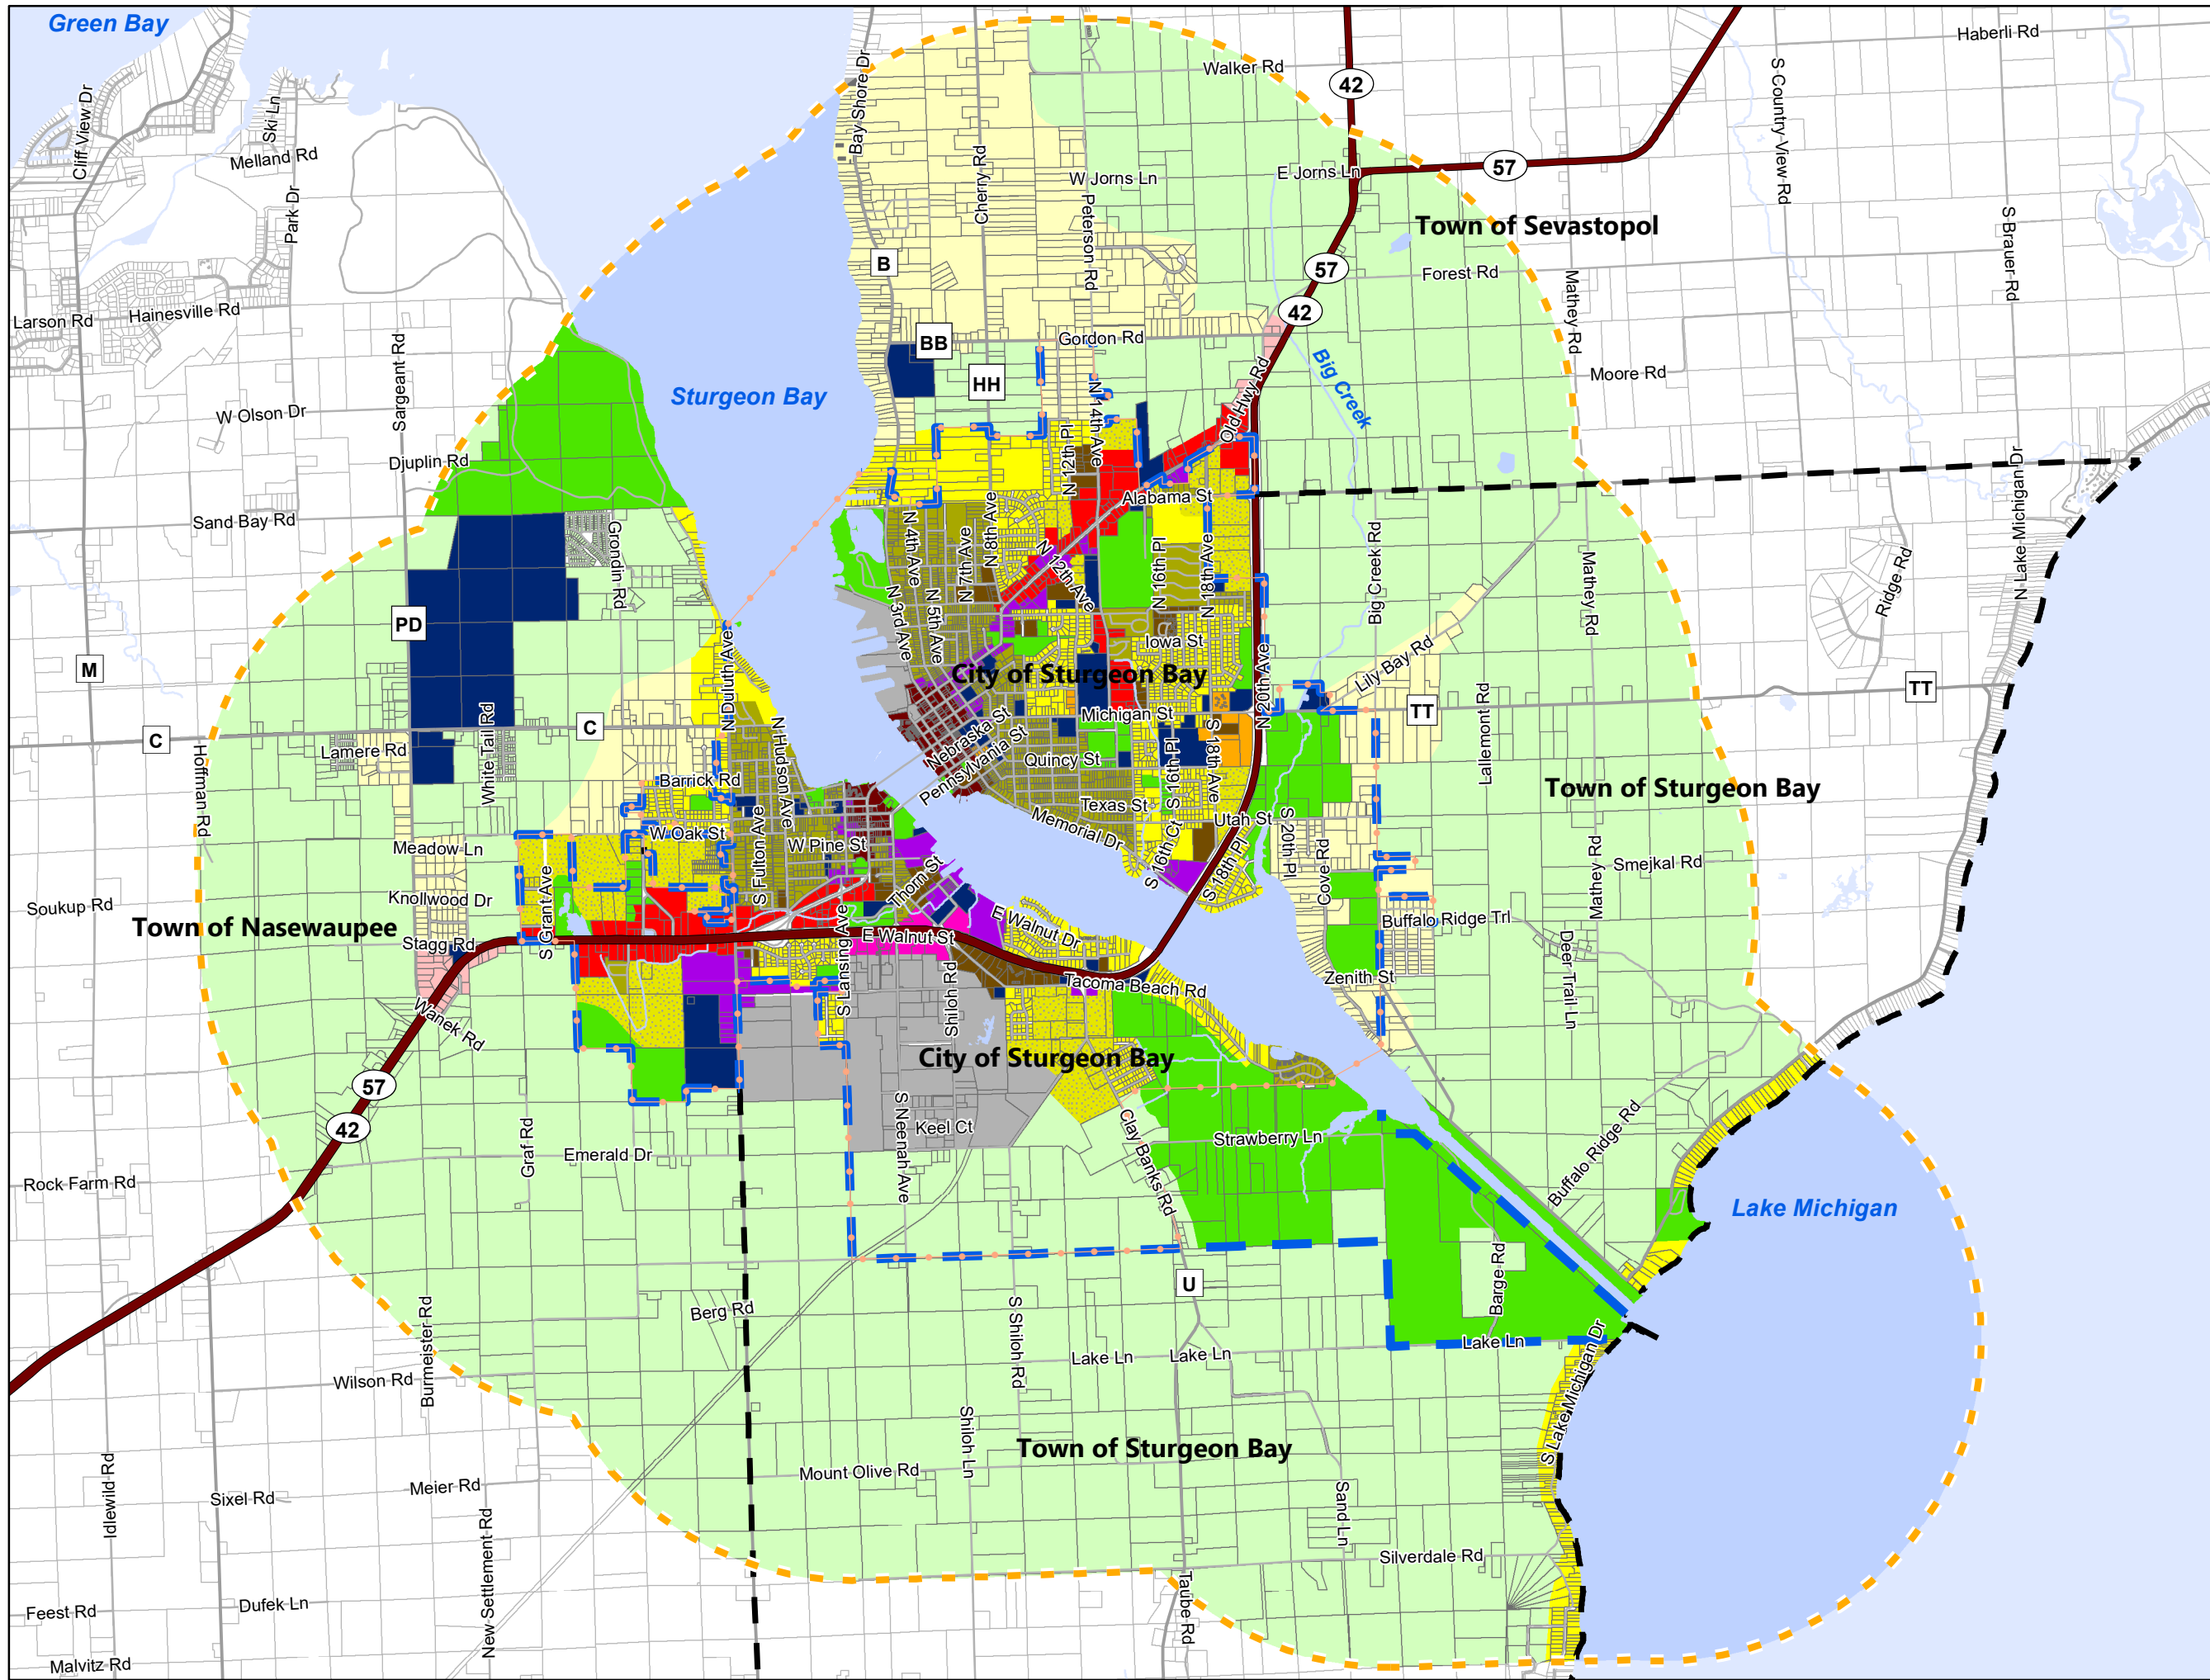 Green Bay
Haberli Rd
Walker Rd
42
Cliff View Dr
Ski Ln
Bay Shore Dr
S Country View Rd
Melland Rd
Cherry Rd
W Jorns Ln
E Jorns Ln
57
Park Dr
Peterson Rd
Town of Sevastopol
S Brauer Rd
B
57
Forest Rd
Mathey Rd
Larson Rd
Hainesville Rd
42
BB
Gordon Rd
Sargeant Rd
HH
Big Creek
Moore Rd
Sturgeon Bay
N 14th Ave
Old Hwy Rd
W Olson Dr
N 12th Pl
Djuplin Rd
Alabama St
N Lake Michigan Dr
Sand Bay Rd
Grondin Rd
N 4th Ave
N 7th Ave
N 8th Ave
N 12th Ave
N 16th Pl
N 18th Ave
Big Creek Rd
Mathey Rd
Ridge Rd
N 3rd Ave
N 5th Ave
PD
Iowa St
M
City of Sturgeon Bay
N Duluth Ave
N 20th Ave
Lily Bay Rd
TT
TT
C
C
Hoffman Rd
Lamere Rd
White Tail Rd
N Hudson Ave
Nebraska St
Michigan St
Lallemont Rd
Pennsylvania St
Quincy St
S 16th Pl
S 18th Ave
Barrick Rd
Town of Sturgeon Bay
Texas St
Memorial Dr
Utah St
W Oak St
W Pine St
S Fulton Ave
S 16th Ct
S 18th Pl
S 20th Pl
Cove Rd
Meadow Ln
Thorn St
Smejkal Rd
Mathey Rd
Knollwood Dr
S Grant Ave
Soukup Rd
Town of Nasewaupee
Buffalo Ridge Trl
Stagg Rd
S Lansing Ave
E Walnut St
E Walnut Dr
Deer Trail Ln
Zenith St
Shiloh Rd
Tacoma Beach Rd
Wanek Rd
City of Sturgeon Bay
57
42
Graf Rd
S Neenah Ave
Keel Ct
Clay Banks Rd
Strawberry Ln
Emerald Dr
Buffalo Ridge Rd
Rock Farm Rd
Lake Michigan
U
Barge Rd
Berg Rd
Burmeister Rd
S Shiloh Rd
Lake Ln
Lake Ln
Lake Ln
S Lake Michigan Dr
Wilson Rd
Shiloh Ln
Town of Sturgeon Bay
Mount Olive Rd
Idlewild Rd
Meier Rd
Sixel Rd
Sand Ln
New Settlement Rd
Silverdale Rd
Taube Rd
Feest Rd
Dufek Ln
Malvitz Rd